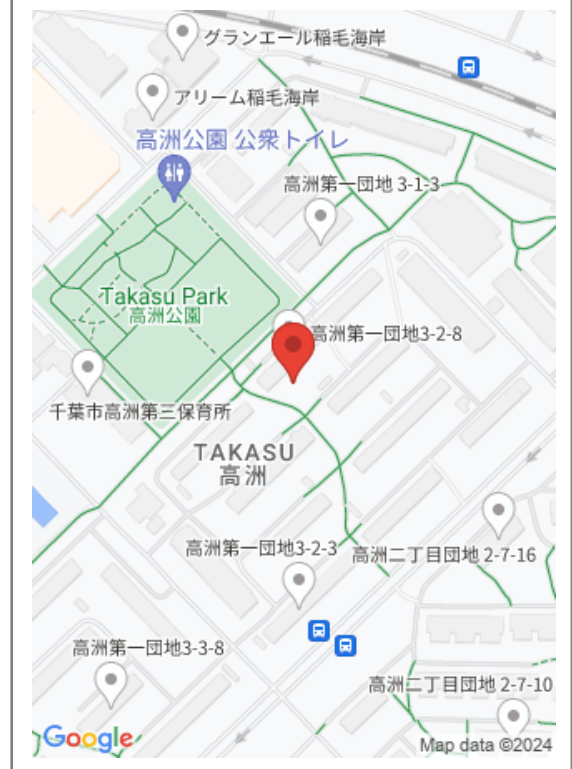 グランエール稲毛海岸
アリーム稲毛海岸
高洲公園 公衆トイレ
高洲第一団地 3-1-3
Takasu Park
高洲公園
高洲第一団地3-2-8
千葉市高洲第三保育所
TAKASU
高洲
高洲第一団地3-2-3
高洲二丁目団地 2-7-16
高洲第一団地3-3-8
高洲二丁目団地 2-7-10
Google
Map data ©2024